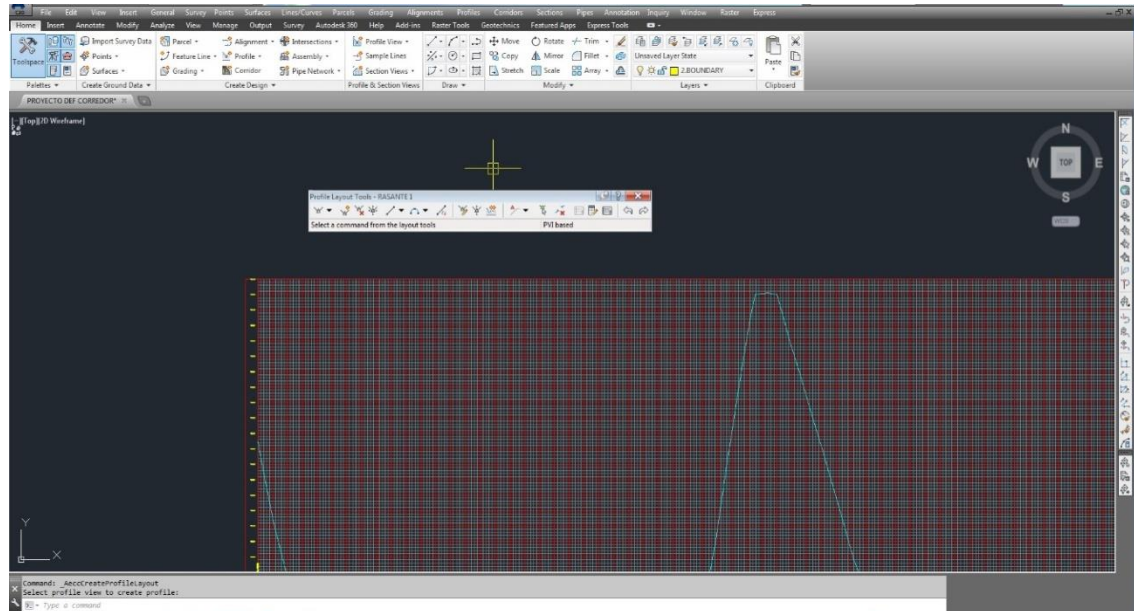 File Edit View Insert General Survey Points Surfaces Lines/Curves Parcels Grading Alignments Profiles Corridors Sections Pipes Annotation Inquiry Window Raster Express
Home Insert Annotate Modify Analyze View Manage Output Survey Autodesk 360 Help Add-ins Raster Tools Geotechnics Featured Apps Express Tools
Import Survey Data Parcel Alignment Intersections Profile View Move Rotate Trim Unsaved Layer State
Toolspace Points Feature Line Profile Assembly Sample Lines Copy Mirror Fillet Paste
Surfaces Grading Corridor Pipe Network Section Views Stretch Scale Array 2.BOUNDARY
Palettes Create Ground Data Create Design Profile & Section Views Draw Modify Layers Clipboard
PROYECTO DEF CORREDOR*
[-][Top][2D Wireframe]
N
W TOP E
S
WCS
Profile Layout Tools - RASANTE 1
Select a command from the layout tools PVI based
Y
X
Command: _AeccCreateProfileLayout
Select profile view to create profile:
Type a command